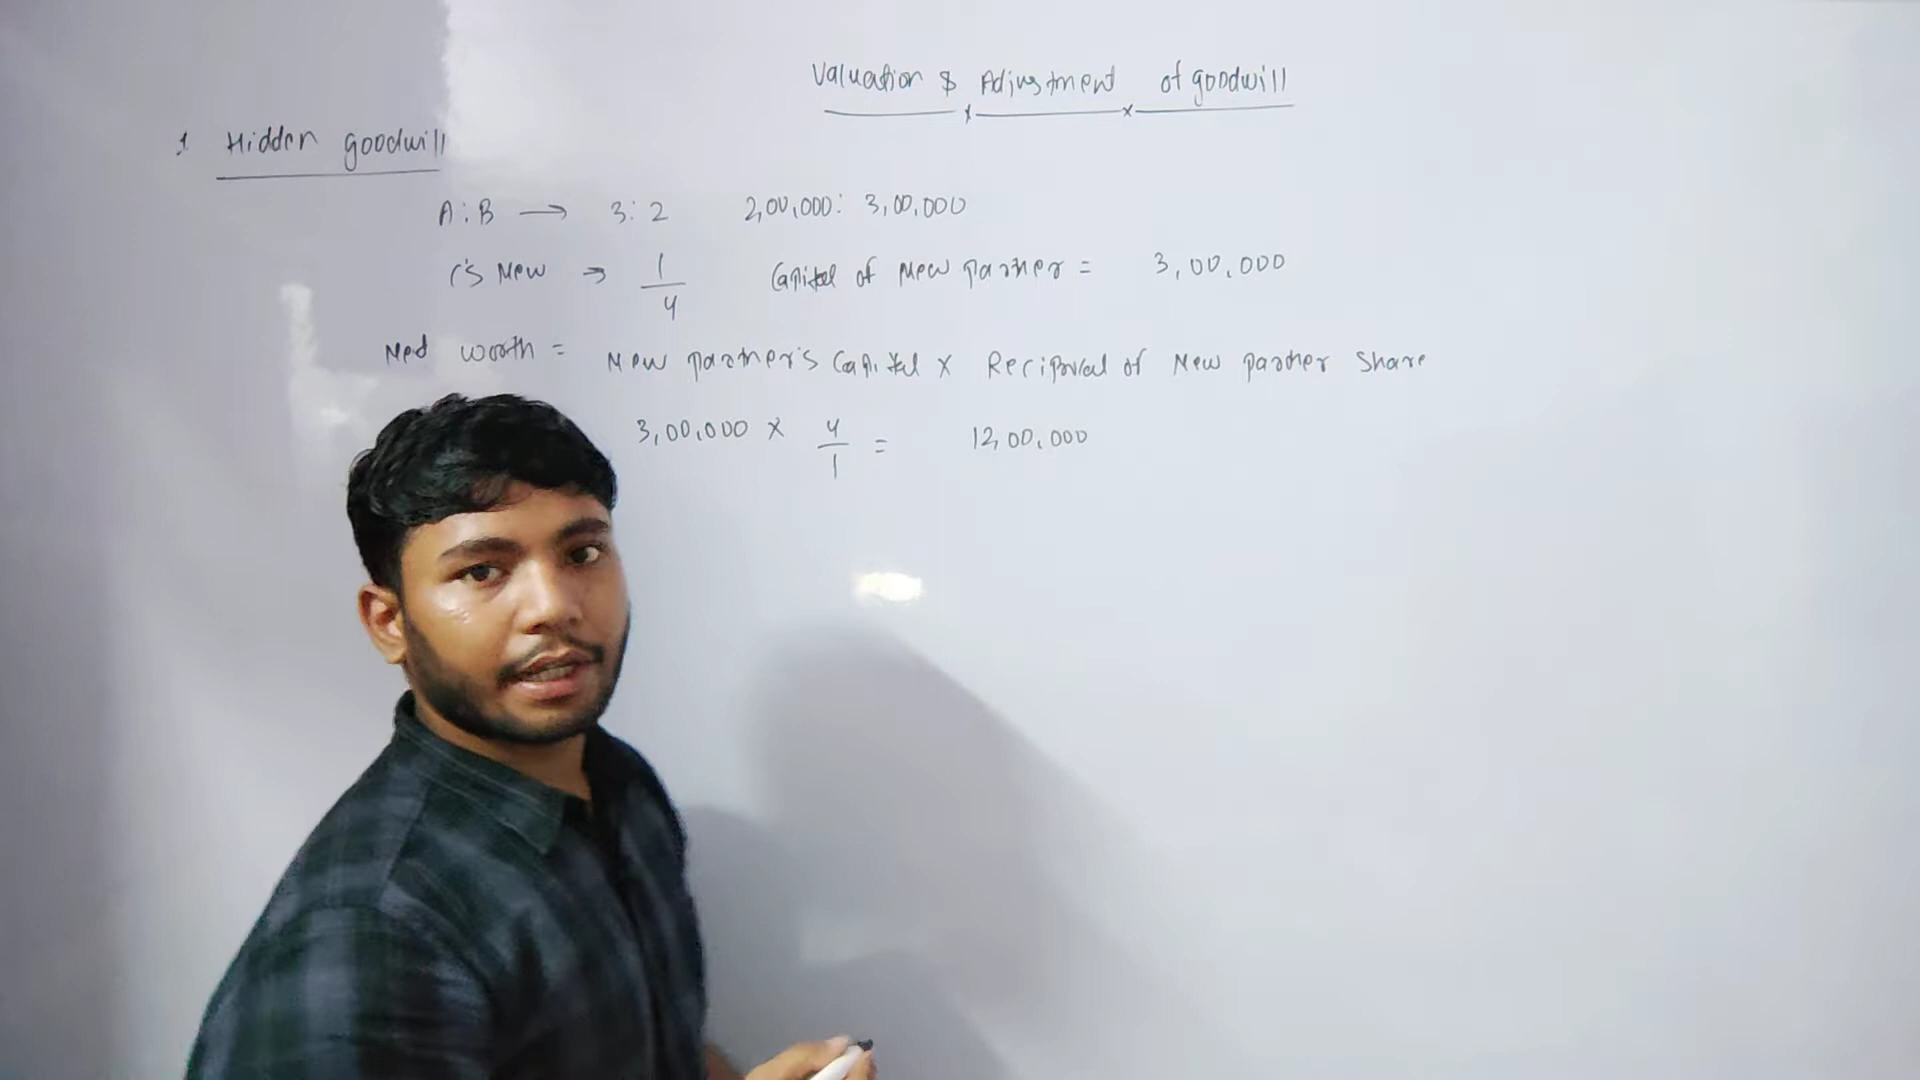 Valuation & Adjustment of goodwill
1 Hidden goodwill
A:B → 3:2 2,00,000: 3,00,000
C's New → 1/4 Capital of New partner = 3,00,000
Net worth = New partner's Capital × Reciprocal of New partner Share
3,00,000 × 4/1 = 12,00,000